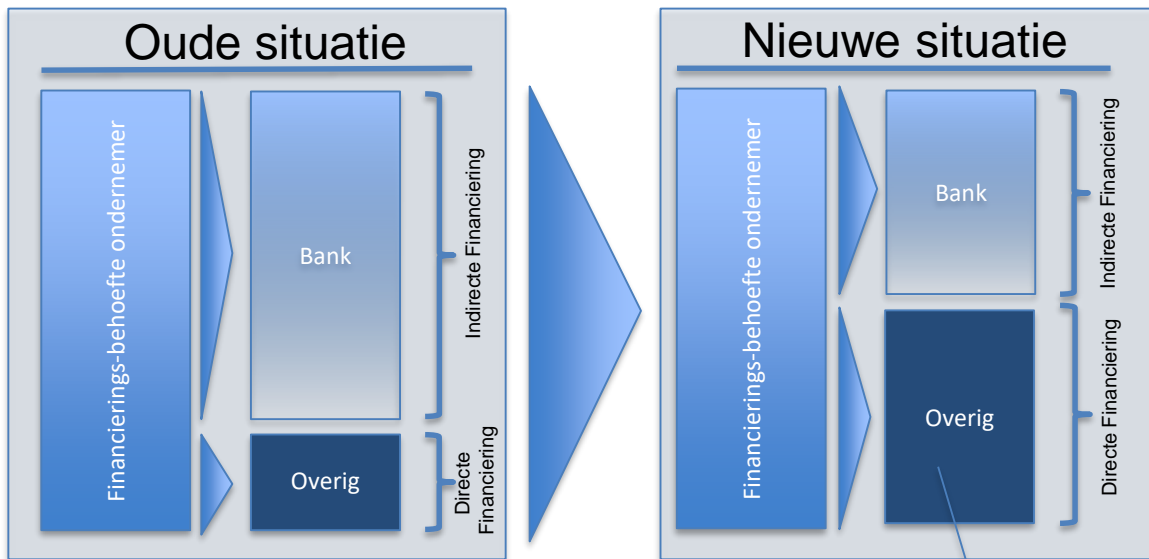 Oude situatie
Financierings-behoefte ondernemer
Bank
Indirecte Financiering
Overig
Directe
Financiering
Nieuwe situatie
Financierings-behoefte ondernemer
Bank
Indirecte Financiering
Overig
Directe Financiering